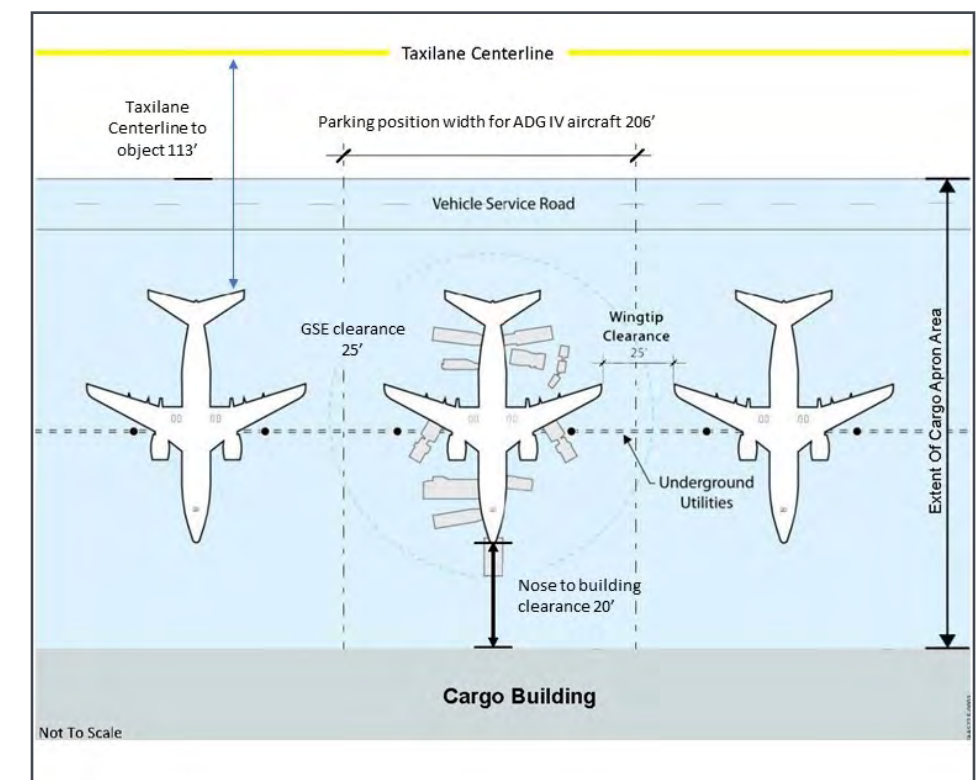 Taxilane Centerline
Taxilane
Centerline to
object 113’
Parking position width for ADG IV aircraft 206’
Vehicle Service Road
GSE clearance
25’
Wingtip
Clearance
25'
Extent Of Cargo Apron Area
Underground
Utilities
Nose to building
clearance 20’
Cargo Building
Not To Scale